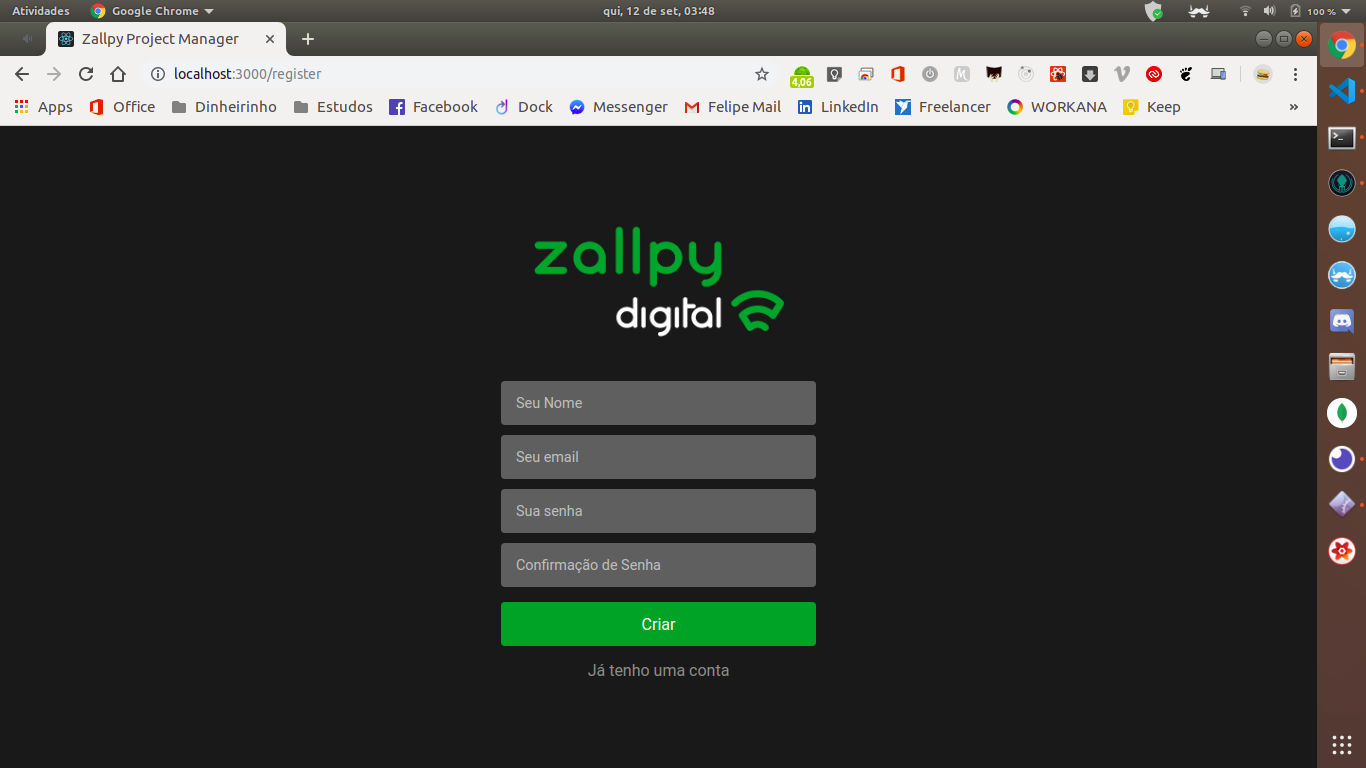 Atividades Google Chrome qui, 12 de set, 03:48 100 %
Zallpy Project Manager
localhost:3000/register 4,06
Apps Office Dinheirinho Estudos Facebook Dock Messenger Felipe Mail LinkedIn Freelancer WORKANA Keep »
zallpy
digital
Seu Nome
Seu email
Sua senha
Confirmação de Senha
Criar
Já tenho uma conta